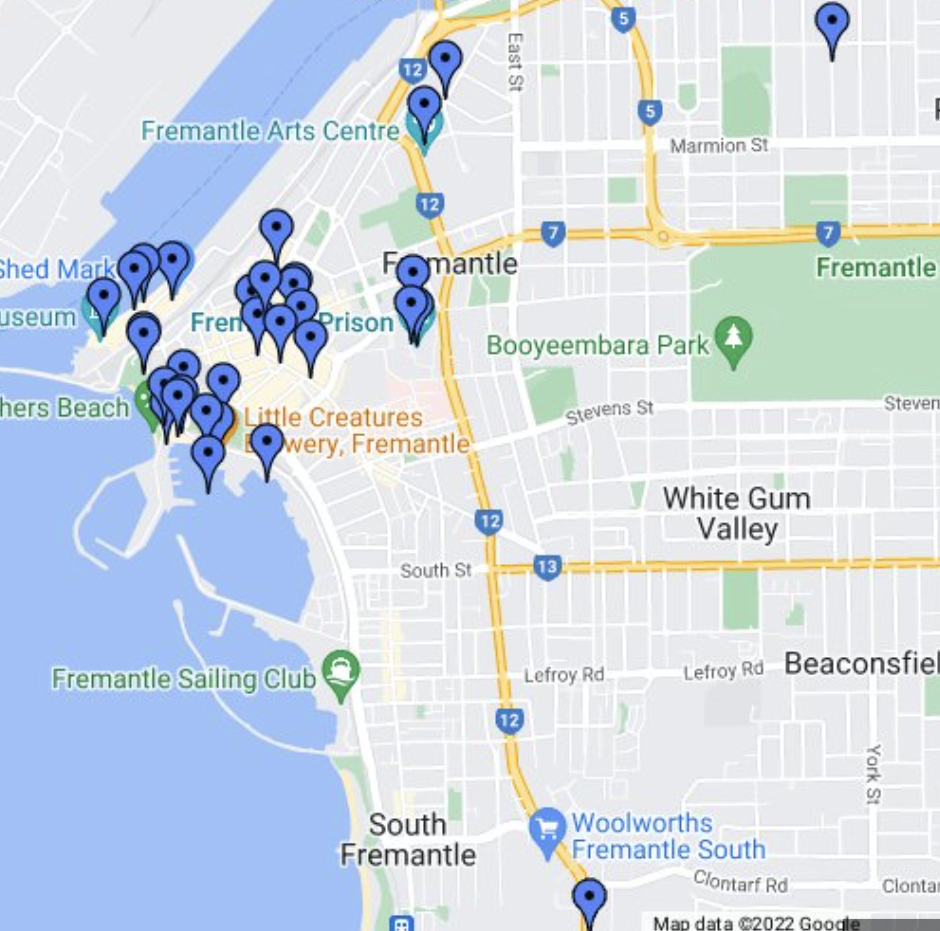 5
12
East St
5
Fremantle Arts Centre
Marmion St
12
7
7
Shed Mark
Fremantle
Fremantle
useum
Prison
Booyeembara Park
hers Beach
Stevens St
Steven
Little Creatures
wery, Fremantle
White Gum
Valley
12
South St
13
Fremantle Sailing Club
Lefroy Rd
Lefroy Rd
Beaconsfiel
12
York St
South
Fremantle
Woolworths
Fremantle South
Clontarf Rd
Clonta
Map data ©2022 Google